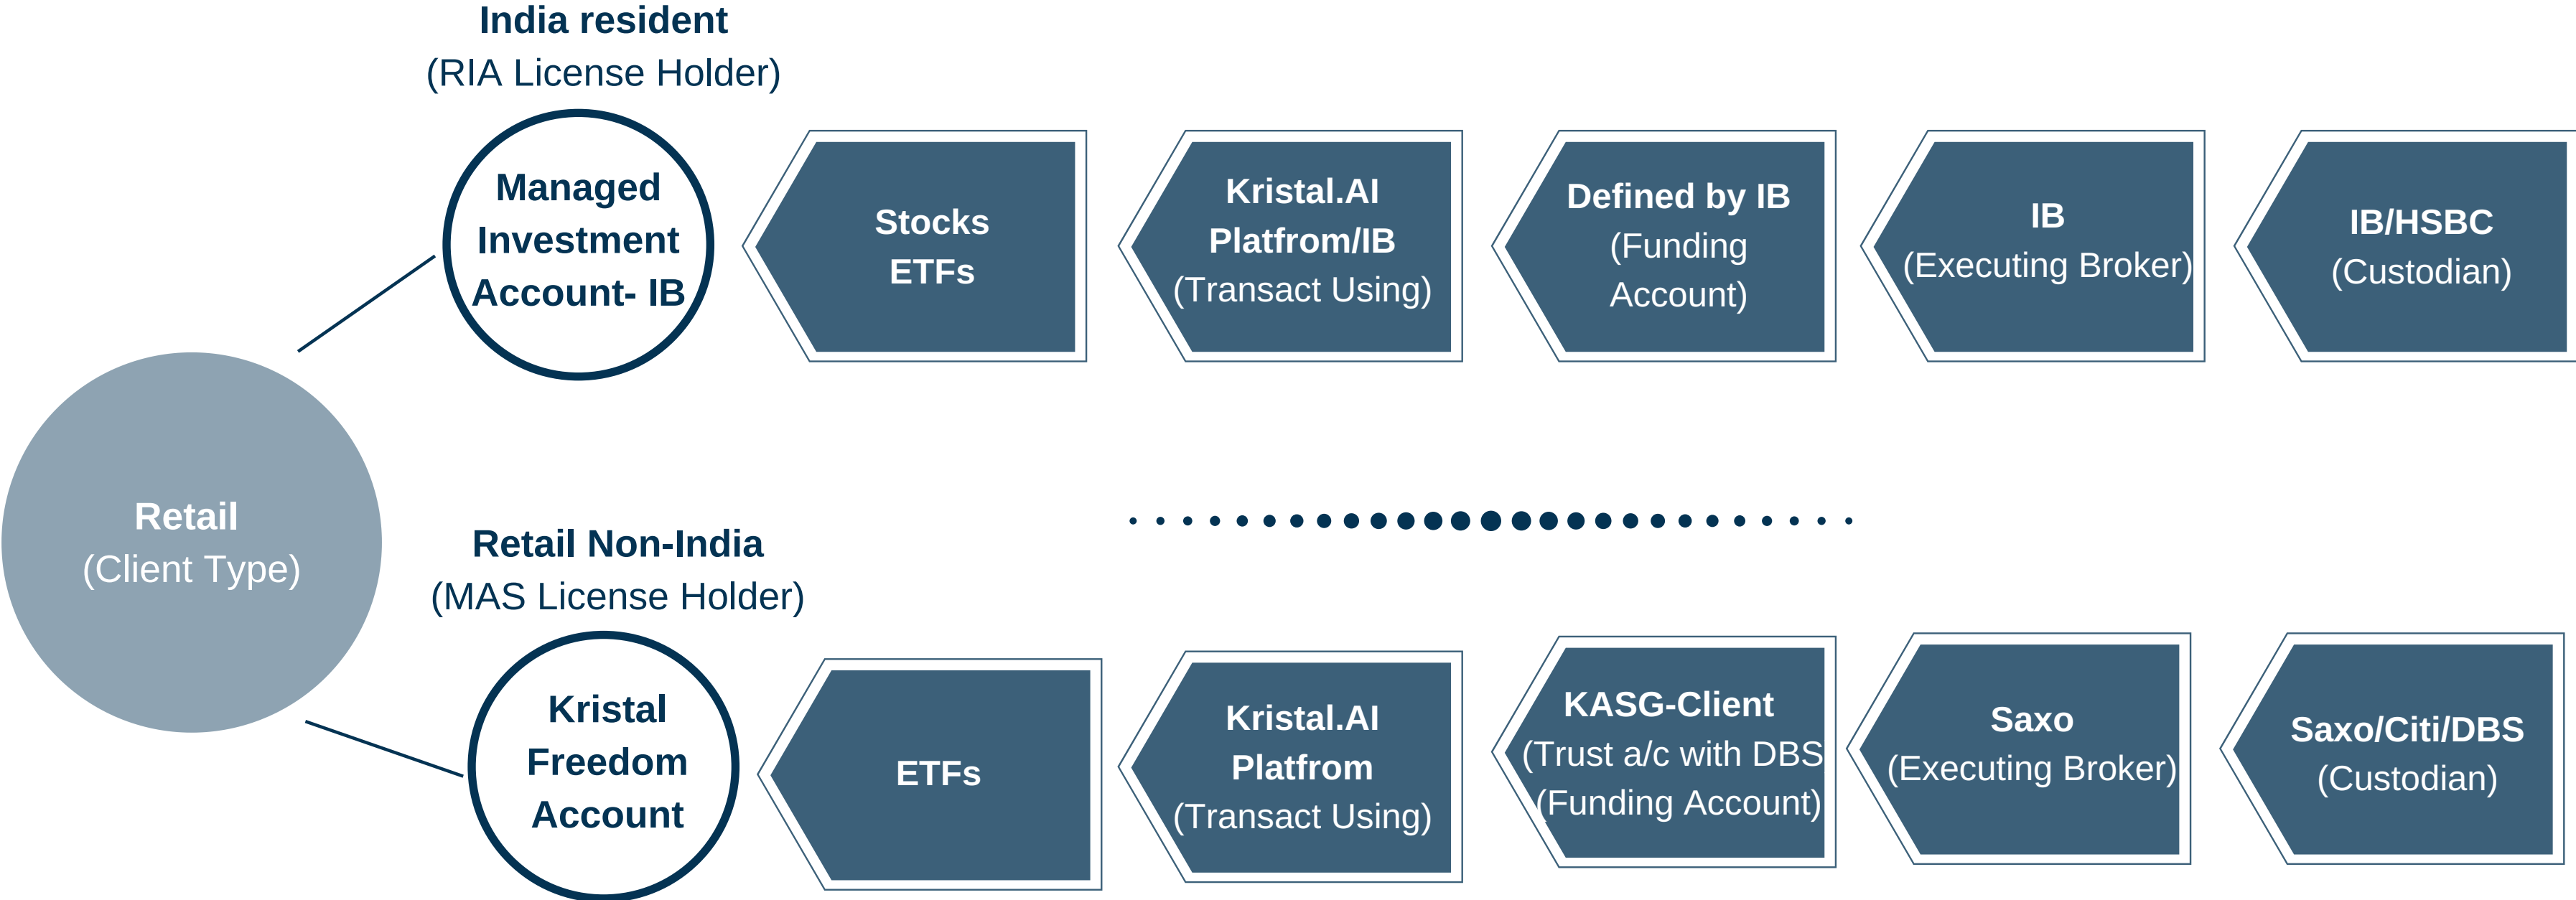 India resident
(RIA License Holder)
Managed
Investment
Account- IB
Stocks
ETFs
Kristal.AI
Platfrom/IB
(Transact Using)
Defined by IB
(Funding
Account)
IB
(Executing Broker)
IB/HSBC
(Custodian)
Retail
(Client Type)
Retail Non-India
(MAS License Holder)
Kristal
Freedom
Account
ETFs
Kristal.AI
Platfrom
(Transact Using)
KASG-Client
(Trust a/c with DBS
(Funding Account)
Saxo
(Executing Broker)
Saxo/Citi/DBS
(Custodian)